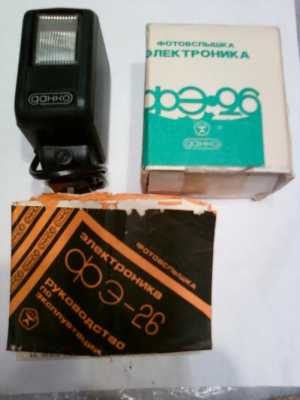 данко
ФОТОВСПЫШКА
ЭЛЕКТРОНИКА
ФЭ-26
данко
ФОТОВСПЫШКА
электроника
ФЭ-26
РУКОВОДСТВО
ПО
ЭКСПЛУАТАЦИИ